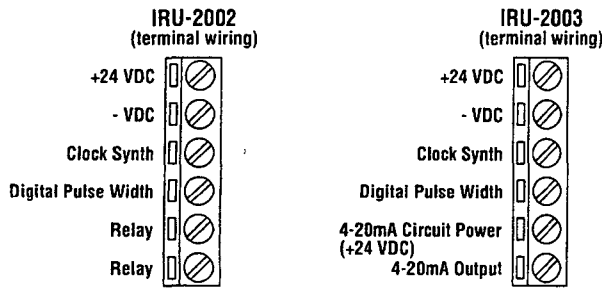 IRU-2002
(terminal wiring)
+24 VDC
- VDC
Clock Synth
Digital Pulse Width
Relay
Relay
IRU-2003
(terminal wiring)
+24 VDC
- VDC
Clock Synth
Digital Pulse Width
4-20mA Circuit Power
(+24 VDC)
4-20mA Output